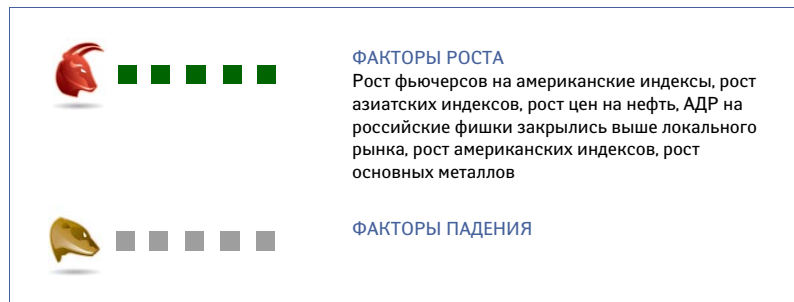 ФАКТОРЫ РОСТА
Рост фьючерсов на американские индексы, рост
азиатских индексов, рост цен на нефть, АДР на
российские фишки закрылись выше локального
рынка, рост американских индексов, рост
основных металлов
ФАКТОРЫ ПАДЕНИЯ